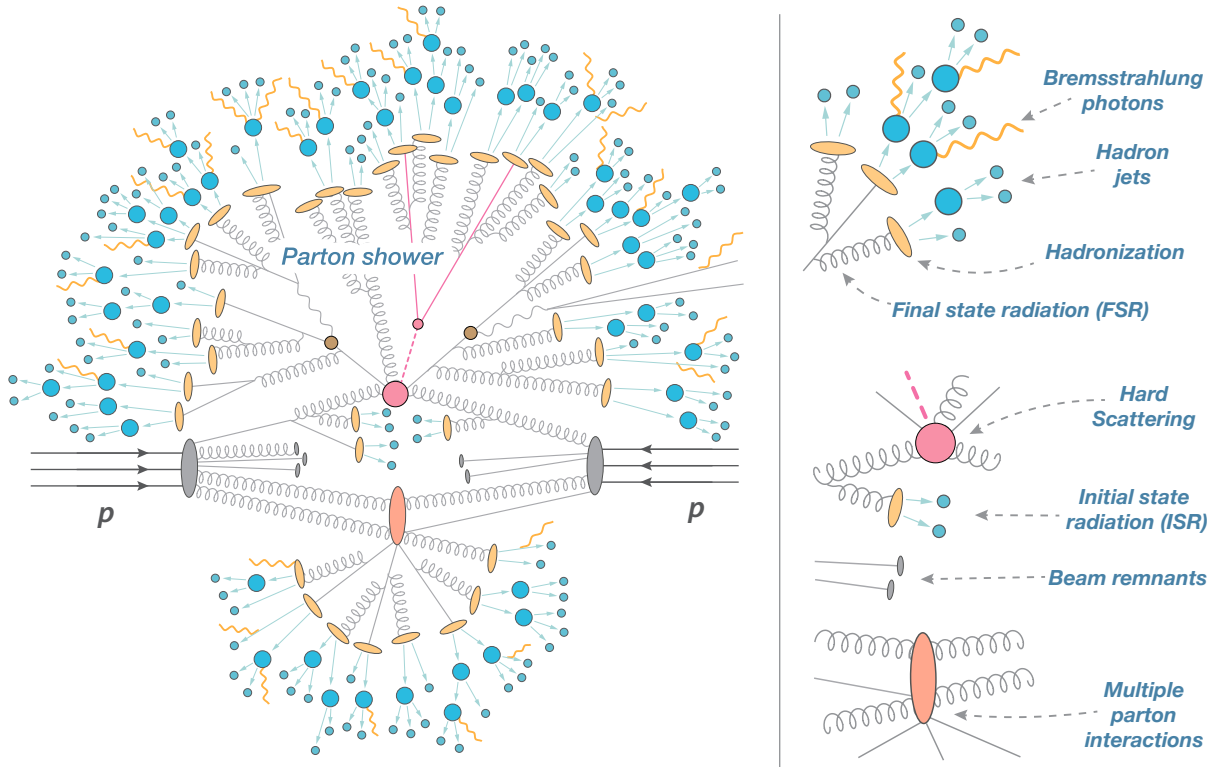 Parton shower
p
p
Bremsstrahlung
photons
Hadron
jets
Hadronization
Final state radiation (FSR)
Hard
Scattering
Initial state
radiation (ISR)
Beam remnants
Multiple
parton
interactions